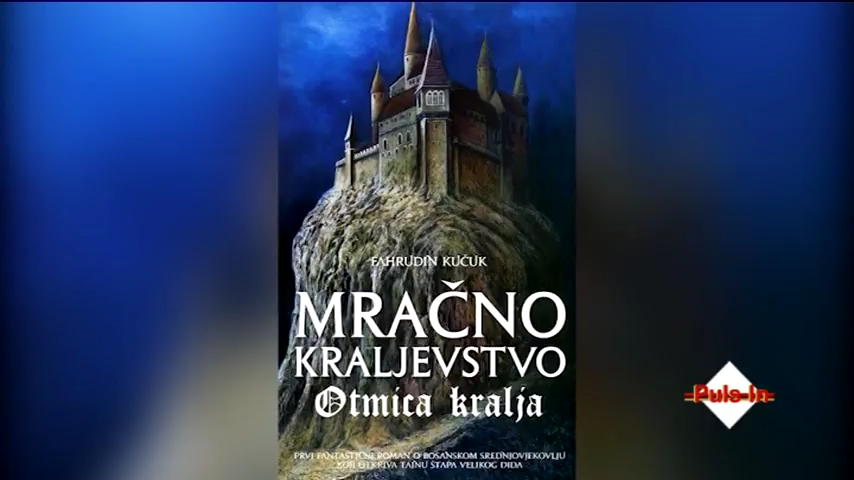 FAHRUDIN KUČUK
MRAČNO
KRALJEVSTVO
Otmica kralja
PRVI FANTASTIČNI ROMAN O BOSANSKOM SREDNJOVJEKOVLJU
KOJI OTKRIVA TAJNU ŠTAPA VELIKOG DIDA
Puls-In